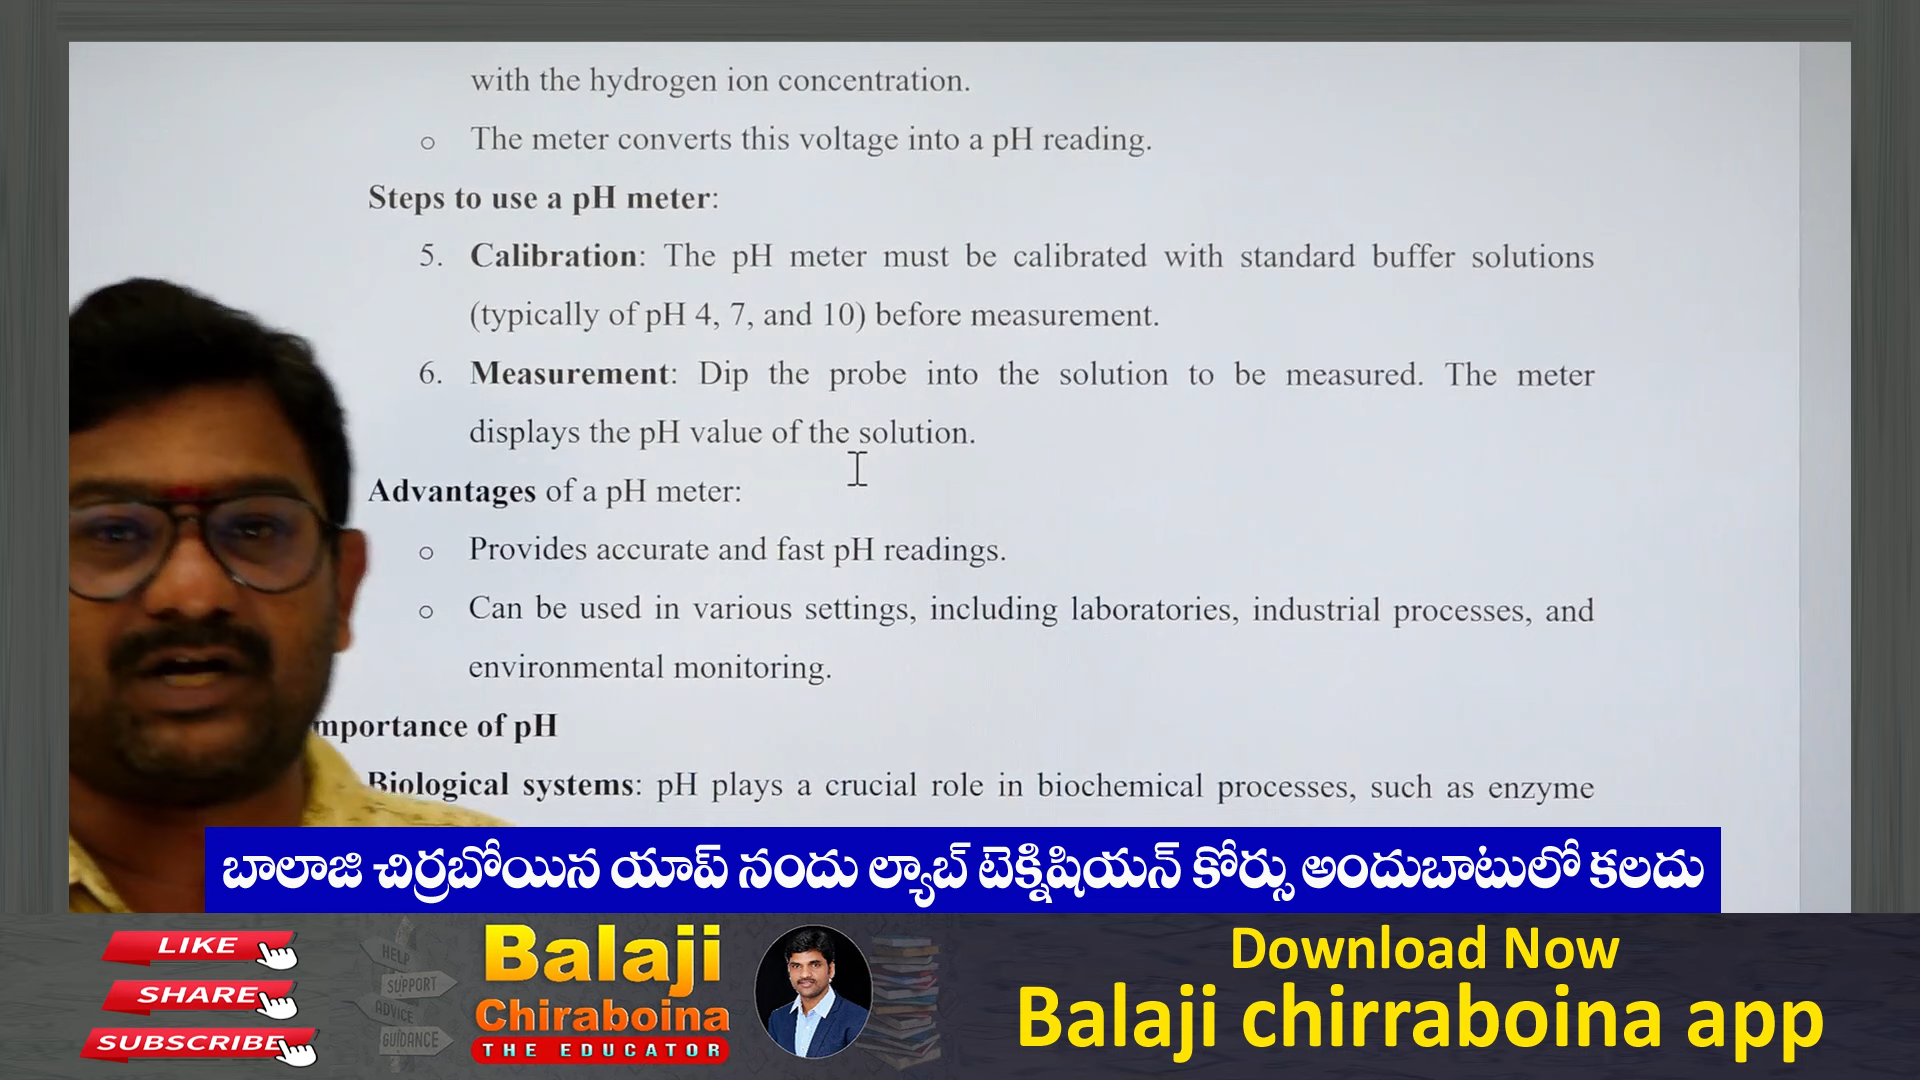 with the hydrogen ion concentration.
o The meter converts this voltage into a pH reading.
Steps to use a pH meter:
5. Calibration: The pH meter must be calibrated with standard buffer solutions
(typically of pH 4, 7, and 10) before measurement.
6. Measurement: Dip the probe into the solution to be measured. The meter
displays the pH value of the solution.
Advantages of a pH meter:
o Provides accurate and fast pH readings.
o Can be used in various settings, including laboratories, industrial processes, and
environmental monitoring.
mportance of pH
Biological systems: pH plays a crucial role in biochemical processes, such as enzyme
బాలాజి చిర్రబోయిన యాప్ నందు ల్యాబ్ టెక్నిషియన్ కోర్సు అందుబాటులో కలదు
LIKE
SHARE
SUBSCRIBE
HELP
SUPPORT
ADVICE
GUIDANCE
Balaji
Chiraboina
THE EDUCATOR
Download Now
Balaji chirraboina app